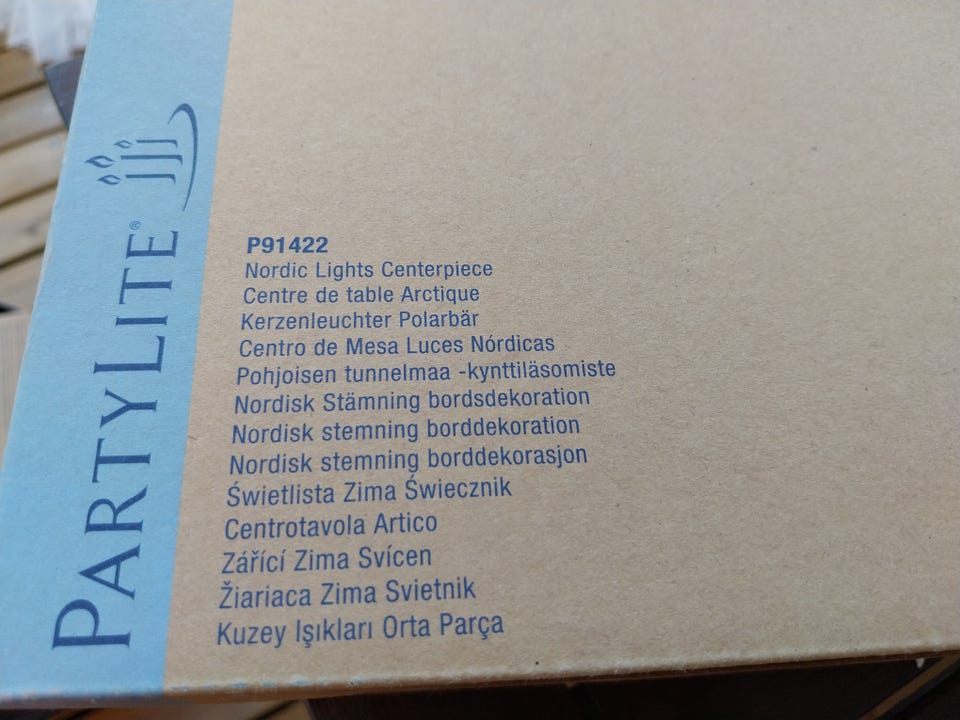 PARTYLITE®
P91422
Nordic Lights Centerpiece
Centre de table Arctique
Kerzenleuchter Polarbär
Centro de Mesa Luces Nórdicas
Pohjoisen tunnelmaa -kynttiläsomiste
Nordisk Stämning bordsdekoration
Nordisk stemning borddekoration
Nordisk stemning borddekorasjon
Świetlista Zima Świecznik
Centrotavola Artico
Zářící Zima Svícen
Žiariaca Zima Svietnik
Kuzey Işıkları Orta Parça